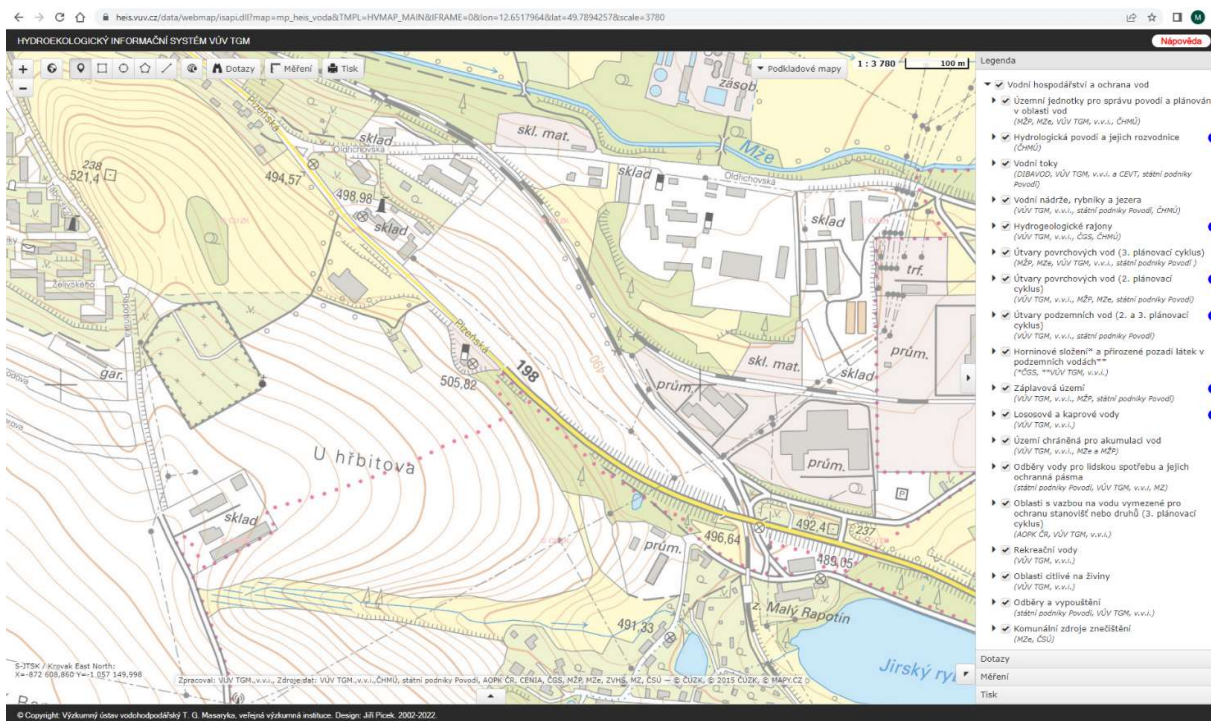 heis.vuv.cz/data/webmap/isapi.dll?map=mp_heis_voda&TMPL=HVMAP_MAIN&IFRAME=0&lon=12.6517964&lat=49.7894257&scale=3780
M
HYDROEKOLOGICKÝ INFORMAČNÍ SYSTÉM VÚV TGM
Nápověda
+
Dotazy
Měření
Tisk
Podkladové mapy
1 : 3 780
100 m
−
Plzeňská
sklad
Oldřichovská
skl. mat.
Mže
zásob
238
521,4
494,57
498,98
sklad
sklad
Oldřichovská
sklad
trf.
Želivského
gar.
Plzeňská
198
505,82
490
skl. mat.
sklad
prům.
prům.
U hřbitova
prům.
P
sklad
492,4
237
496,64
prům.
489,05
491,33
z. Malý Rapotín
Jirský ry
S-JTSK / Krovak East North:
X=-872 608,860 Y=-1 057 149,998
Zpracoval: VÚV TGM.,v.v.i., Zdroje dat: VÚV TGM.,v.v.i.,ČHMÚ, státní podniky Povodí, AOPK ČR, CENIA, ČGS, MŽP, MZe, ZVHS, MZ, ČSÚ — © ČÚZK, © 2015 ČÚZK, © MAPY.CZ
Legenda
Vodní hospodářství a ochrana vod
Územní jednotky pro správu povodí a plánován
v oblasti vod
(MŽP, MZe, VÚV TGM, v.v.i., ČHMÚ)
Hydrologická povodí a jejich rozvodnice
(ČHMÚ)
Vodní toky
(DIBAVOD, VÚV TGM, v.v.i. a CEVT, státní podniky
Povodí)
Vodní nádrže, rybníky a jezera
(VÚV TGM, v.v.i., státní podniky Povodí, ČHMÚ)
Hydrogeologické rajony
(VÚV TGM, v.v.i., ČGS, ČHMÚ)
Útvary povrchových vod (3. plánovací cyklus)
(MŽP, MZe, VÚV TGM, v.v.i., státní podniky Povodí )
Útvary povrchových vod (2. plánovací
cyklus)
(VÚV TGM, v.v.i., MŽP, MZe, státní podniky Povodí)
Útvary podzemních vod (2. a 3. plánovací
cyklus)
(VÚV TGM, v.v.i., státní podniky Povodí)
Horninové složení* a přirozené pozadí látek v
podzemních vodách**
(*ČGS, **VÚV TGM, v.v.i.)
Záplavová území
(VÚV TGM, v.v.i., MŽP, státní podniky Povodí)
Lososové a kaprové vody
(VÚV TGM, v.v.i.)
Území chráněná pro akumulaci vod
(VÚV TGM, v.v.i., MZe a MŽP)
Odběry vody pro lidskou spotřebu a jejich
ochranná pásma
(státní podniky Povodí, VÚV TGM, v.v.i, MZ)
Oblasti s vazbou na vodu vymezené pro
ochranu stanovišť nebo druhů (3. plánovací
cyklus)
(AOPK ČR, VÚV TGM, v.v.i.)
Rekreační vody
(VÚV TGM, v.v.i.)
Oblasti citlivé na živiny
(VÚV TGM, v.v.i.)
Odběry a vypouštění
(státní podniky Povodí, VÚV TGM, v.v.i.)
Komunální zdroje znečištění
(MZe, ČSÚ)
Dotazy
Měření
Tisk
© Copyright: Výzkumný ústav vodohospodářský T. G. Masaryka, veřejná výzkumná instituce. Design: Jiří Picek. 2002-2022.